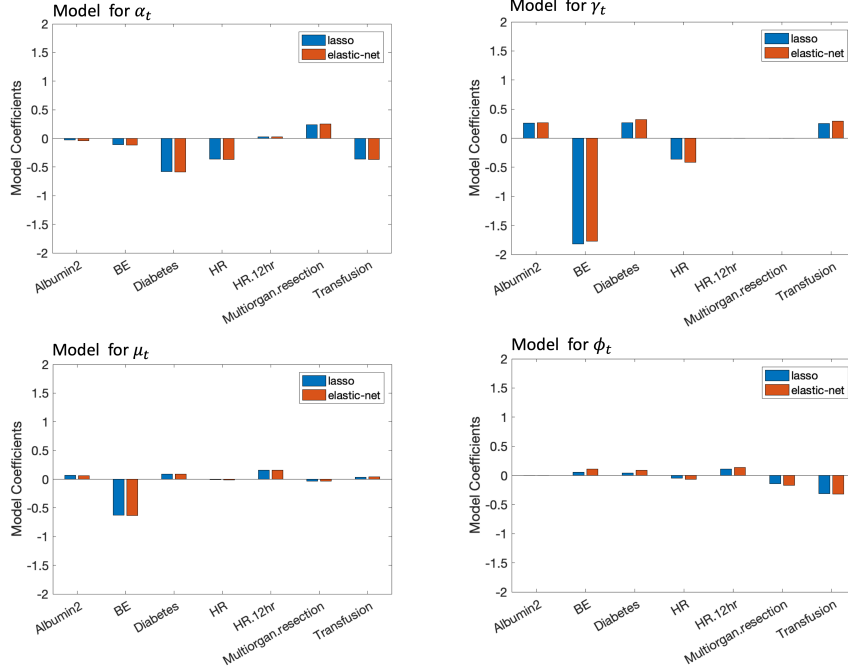 Model for αt
2
1.5
1
0.5
0
-0.5
-1
-1.5
-2
Model Coefficients
lasso
elastic-net
Albumin2
BE
Diabetes
HR
HR.12hr
Multiorgan.resection
Transfusion
Model for γt
2
1.5
1
0.5
0
-0.5
-1
-1.5
-2
Model Coefficients
lasso
elastic-net
Albumin2
BE
Diabetes
HR
HR.12hr
Multiorgan.resection
Transfusion
Model for μt
2
1.5
1
0.5
0
-0.5
-1
-1.5
-2
Model Coefficients
lasso
elastic-net
Albumin2
BE
Diabetes
HR
HR.12hr
Multiorgan.resection
Transfusion
Model for ϕt
2
1.5
1
0.5
0
-0.5
-1
-1.5
-2
Model Coefficients
lasso
elastic-net
Albumin2
BE
Diabetes
HR
HR.12hr
Multiorgan.resection
Transfusion